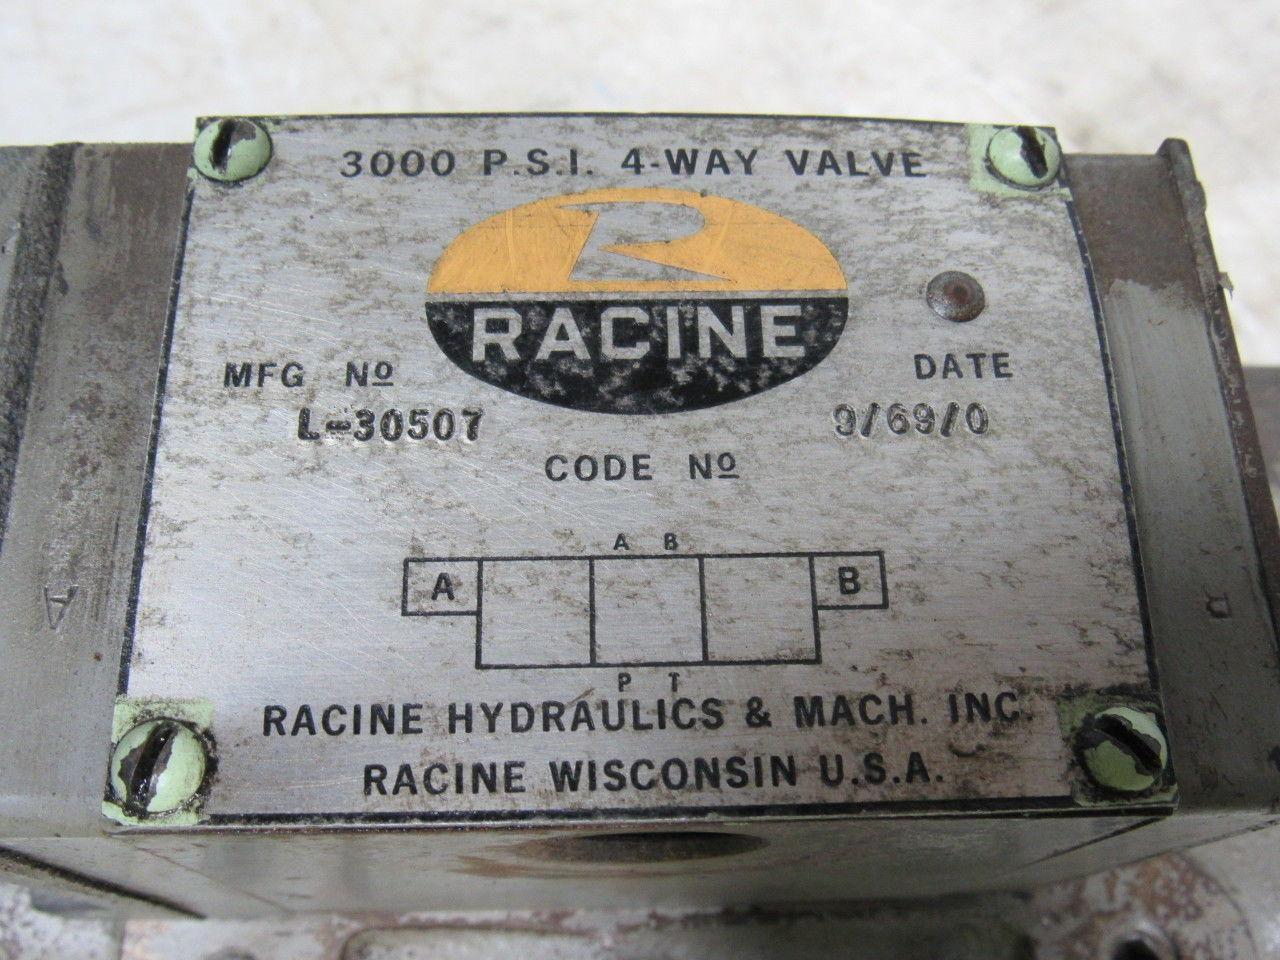 3000 P.S.I. 4-WAY VALVE
R
RACINE
MFG Nº
DATE
L-30507
9/69/0
CODE Nº
A B
A
B
P T
RACINE HYDRAULICS & MACH. INC.
RACINE WISCONSIN U.S.A.
A